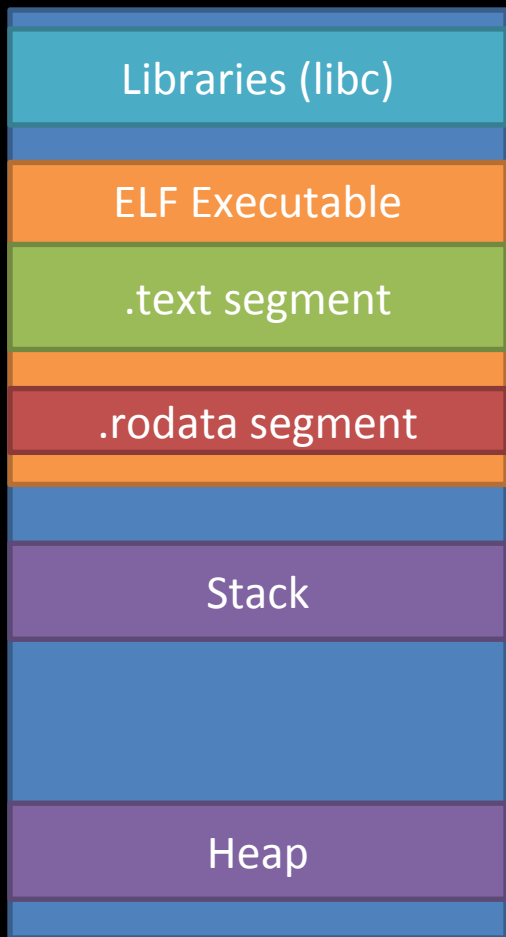 Libraries (libc)
ELF Executable
.text segment
.rodata segment
Stack
Heap